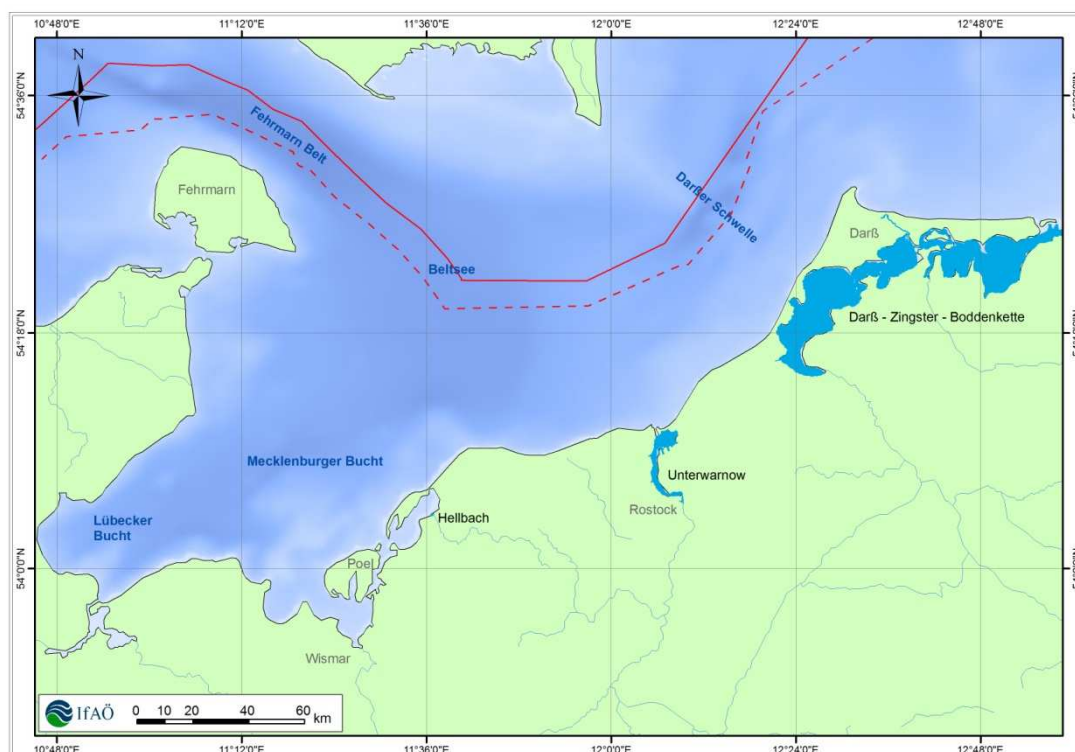 10°48'0"E 11°12'0"E 11°36'0"E 12°0'0"E 12°24'0"E 12°48'0"E
N
54°36'0"N
Fehmarn Belt
Fehrmarn
Darßer Schwelle
Darß
Beltsee
54°18'0"N
Darß - Zingster - Boddenkette
Mecklenburger Bucht
Unterwarnow
Lübecker
Bucht
Hellbach
Rostock
54°0'0"N
Poel
Wismar
IfAÖ
0 10 20 40 60
km
10°48'0"E 11°12'0"E 11°36'0"E 12°0'0"E 12°24'0"E 12°48'0"E